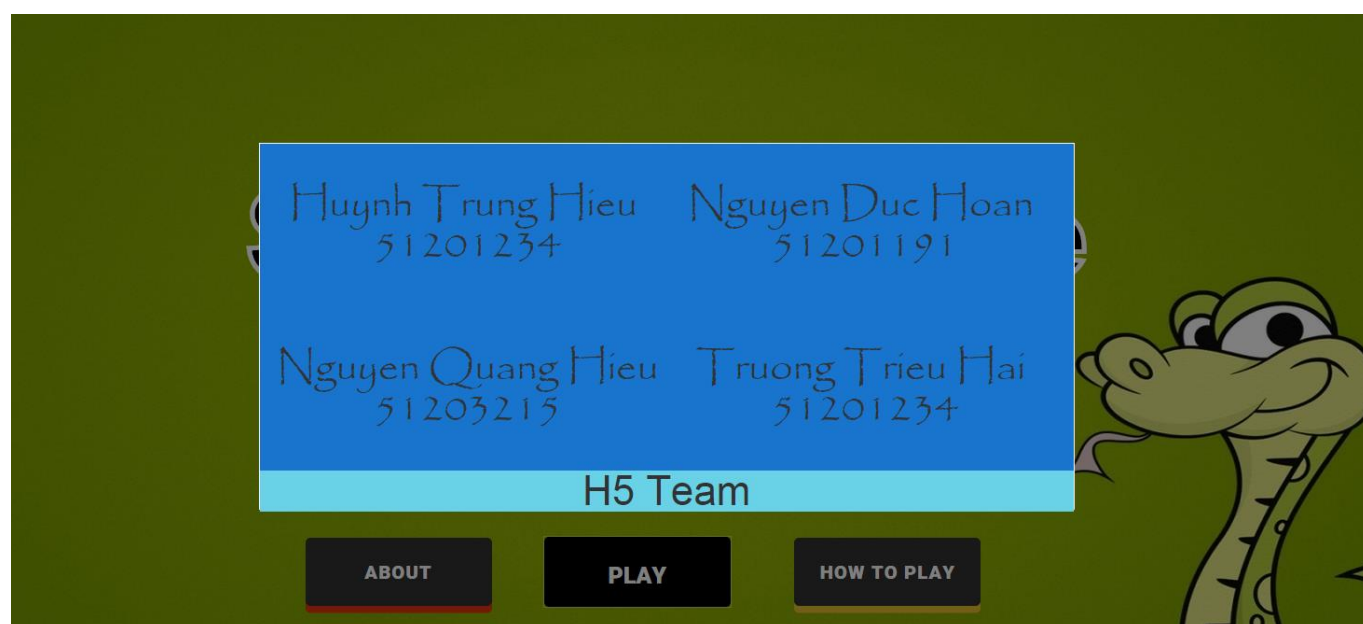 Huynh Trung Hieu
51201234
Nguyen Duc Hoan
51201191
Nguyen Quang Hieu
51203215
Truong Trieu Hai
51201234
H5 Team
ABOUT
PLAY
HOW TO PLAY